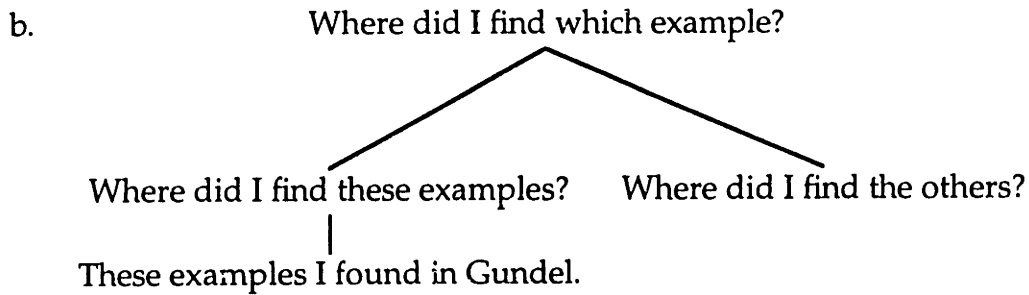 b. Where did I find which example?
Where did I find these examples? Where did I find the others?
These examples I found in Gundel.